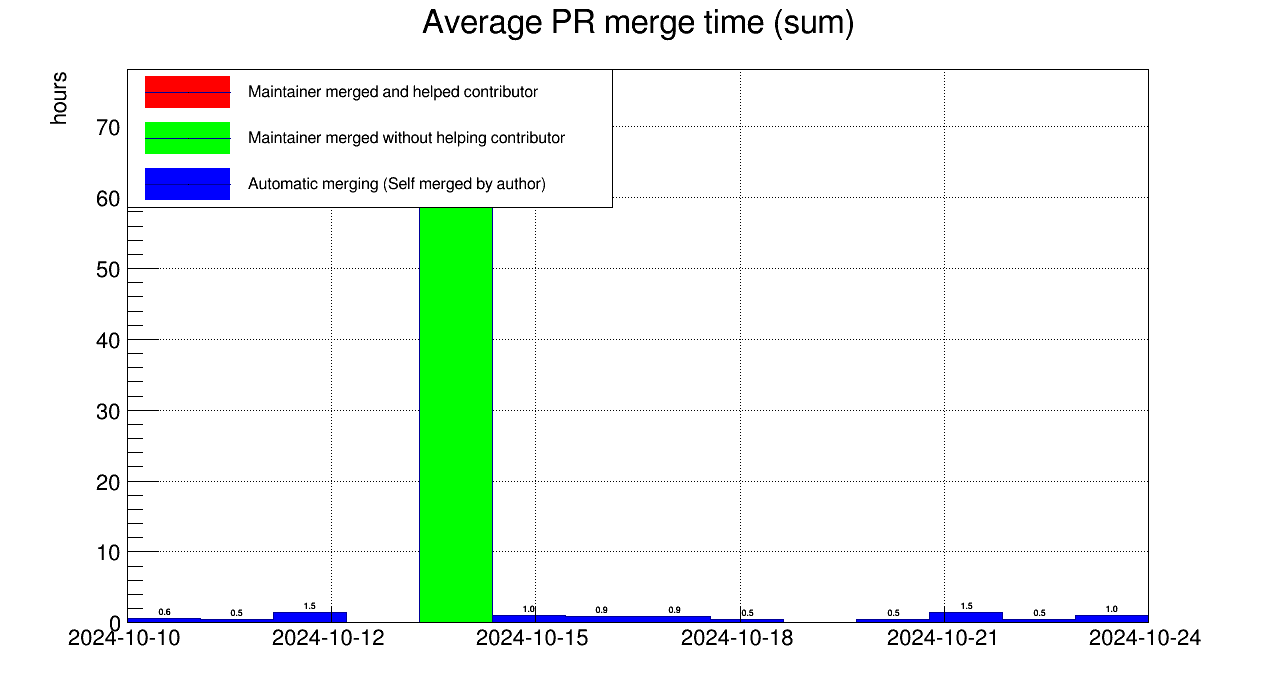 Average PR merge time (sum)
hours
Maintainer merged and helped contributor
Maintainer merged without helping contributor
Automatic merging (Self merged by author)
70
60
50
40
30
20
10
0
0.6 0.5 1.5 1.0 0.9 0.9 0.5 0.5 1.5 0.5 1.0
2024-10-10 2024-10-12 2024-10-15 2024-10-18 2024-10-21 2024-10-24